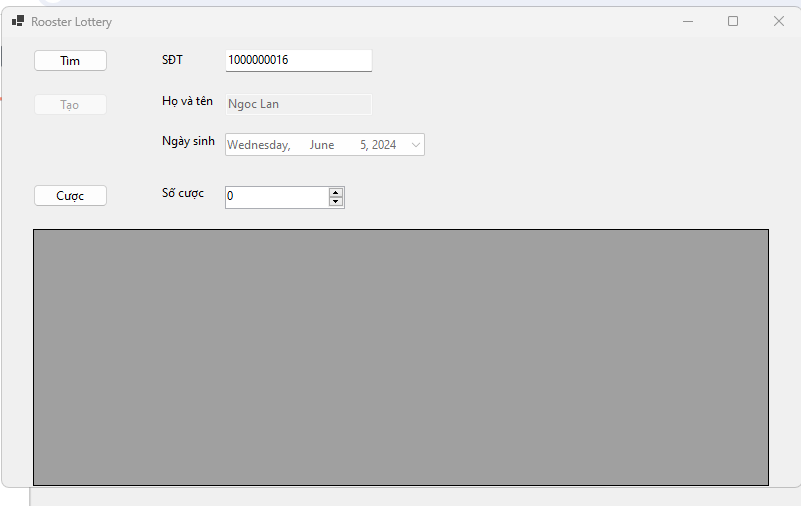 Rooster Lottery
Tìm SĐT 1000000016
Tạo Họ và tên Ngoc Lan
Ngày sinh Wednesday, June 5, 2024
Cược Số cược 0